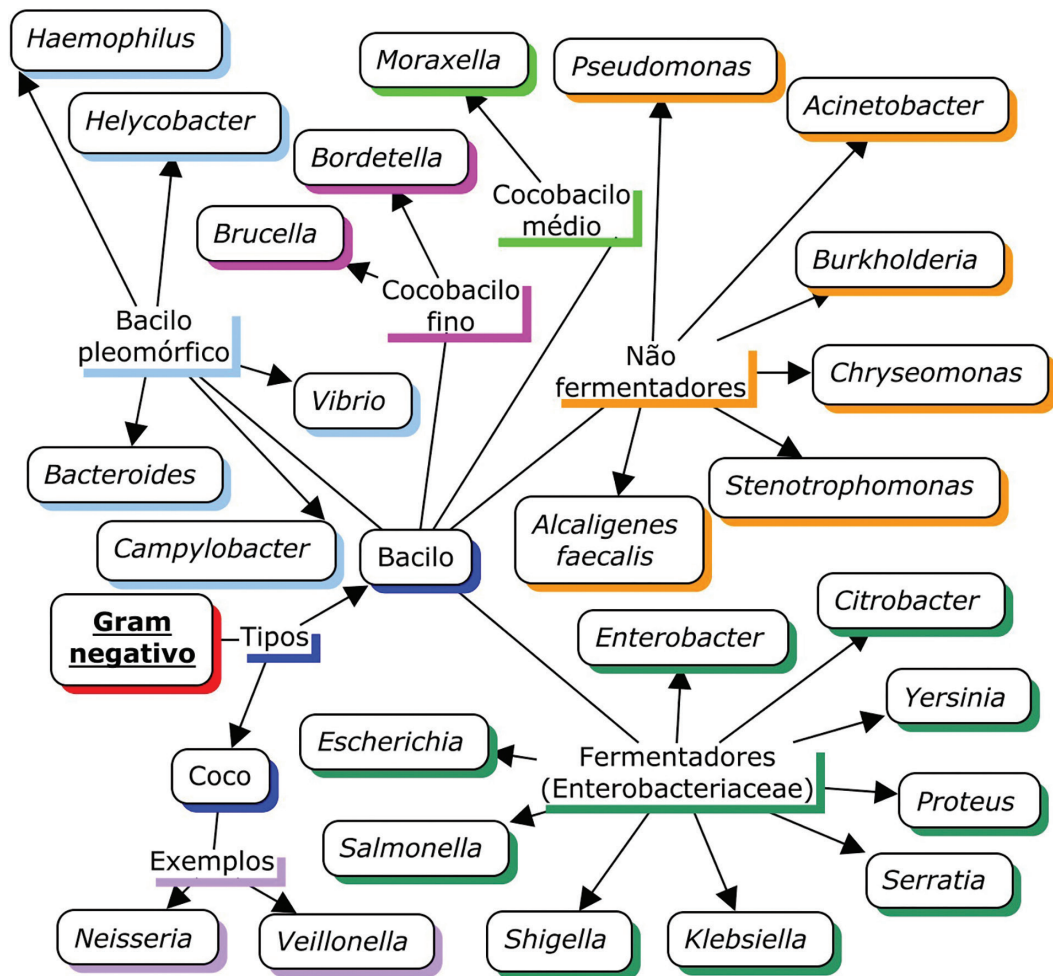 Haemophilus
Moraxella
Pseudomonas
Acinetobacter
Helycobacter
Bordetella
Cocobacilo
médio
Brucella
Burkholderia
Cocobacilo
fino
Bacilo
pleomórfico
Não
fermentadores
Chryseomonas
Vibrio
Bacteroides
Stenotrophomonas
Alcaligenes
faecalis
Campylobacter
Bacilo
Citrobacter
Gram
negativo
Tipos
Enterobacter
Yersinia
Escherichia
Fermentadores
(Enterobacteriaceae)
Coco
Proteus
Salmonella
Exemplos
Serratia
Neisseria
Veillonella
Shigella
Klebsiella